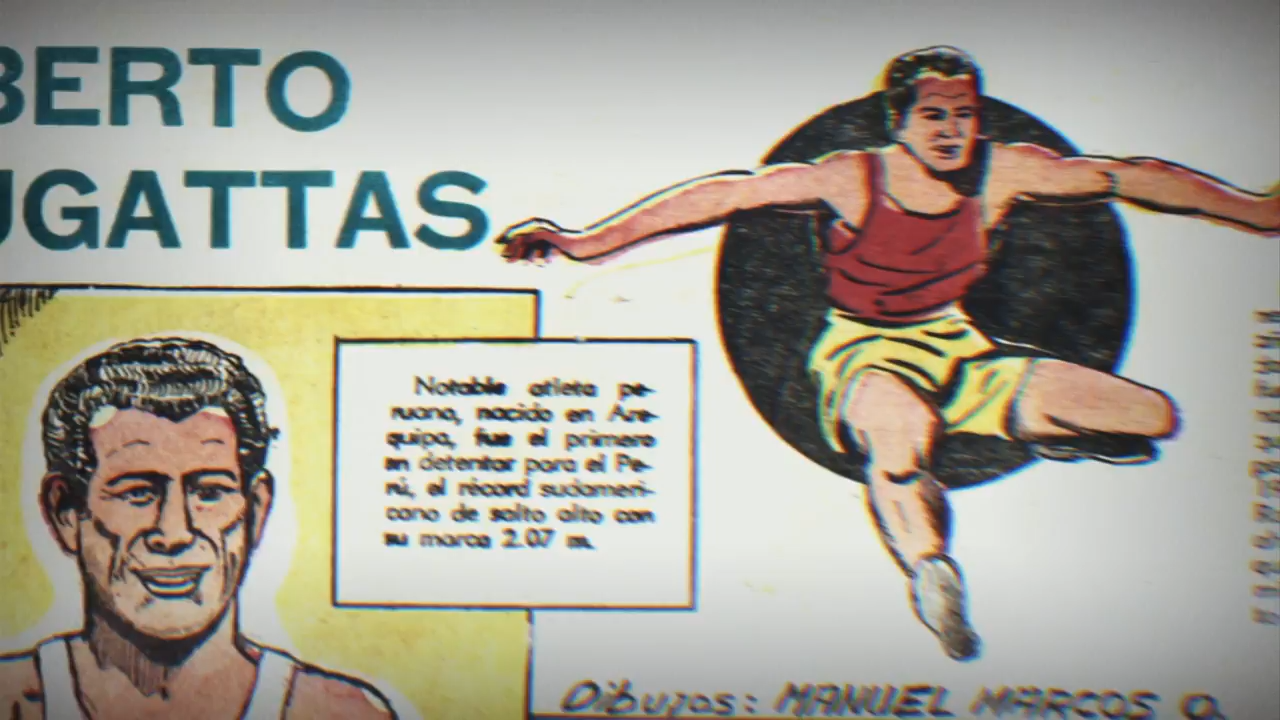 BERTO
UGATTAS
Notable atleta pe-
ruano, nacido en Are-
quipa, fue el primero
en detentar para el Pe-
rú, el récord sudameri-
cano de salto alto con
su marca 2.07 m.
Dibujos: MANUEL MARCOS O.